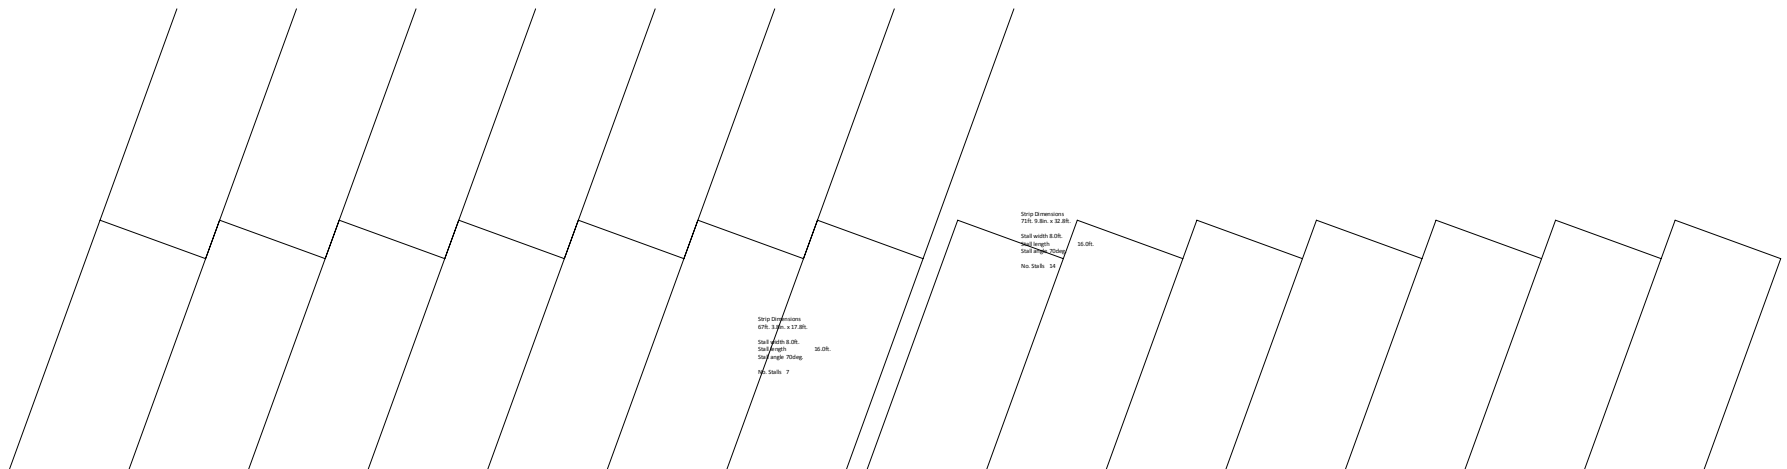 Strip Dimensions
71ft. 9.8in. x 32.8ft.
Stall width 8.0ft.
Stall length 16.0ft.
Stall angle 70deg.
No. Stalls 14
Strip Dimensions
67ft. 3.8in. x 17.8ft.
Stall width 8.0ft.
Stall length 16.0ft.
Stall angle 70deg.
No. Stalls 7